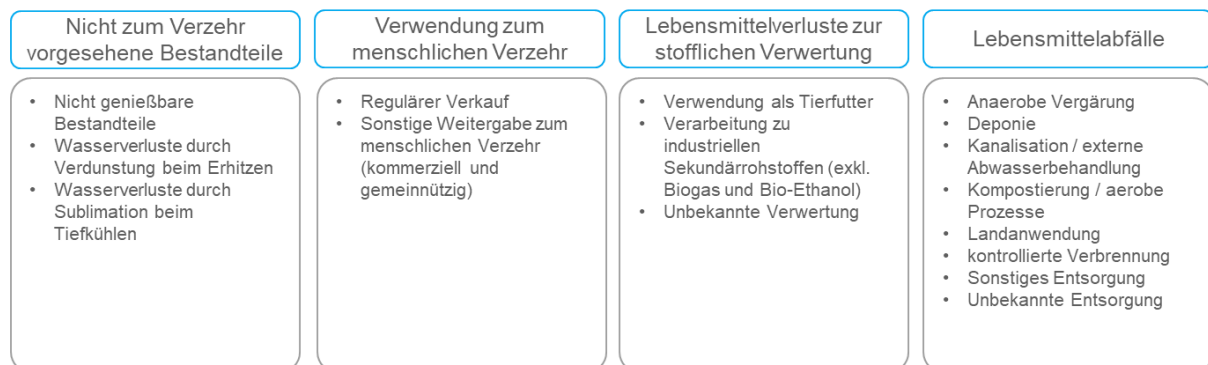 Nicht zum Verzehr
vorgesehene Bestandteile
• Nicht genießbare
Bestandteile
• Wasserverluste durch
Verdunstung beim Erhitzen
• Wasserverluste durch
Sublimation beim
Tiefkühlen
Verwendung zum
menschlichen Verzehr
• Regulärer Verkauf
• Sonstige Weitergabe zum
menschlichen Verzehr
(kommerziell und
gemeinnützig)
Lebensmittelverluste zur
stofflichen Verwertung
• Verwendung als Tierfutter
• Verarbeitung zu
industriellen
Sekundärrohstoffen (exkl.
Biogas und Bio-Ethanol)
• Unbekannte Verwertung
Lebensmittelabfälle
• Anaerobe Vergärung
• Deponie
• Kanalisation / externe
Abwasserbehandlung
• Kompostierung / aerobe
Prozesse
• Landanwendung
• kontrollierte Verbrennung
• Sonstiges Entsorgung
• Unbekannte Entsorgung